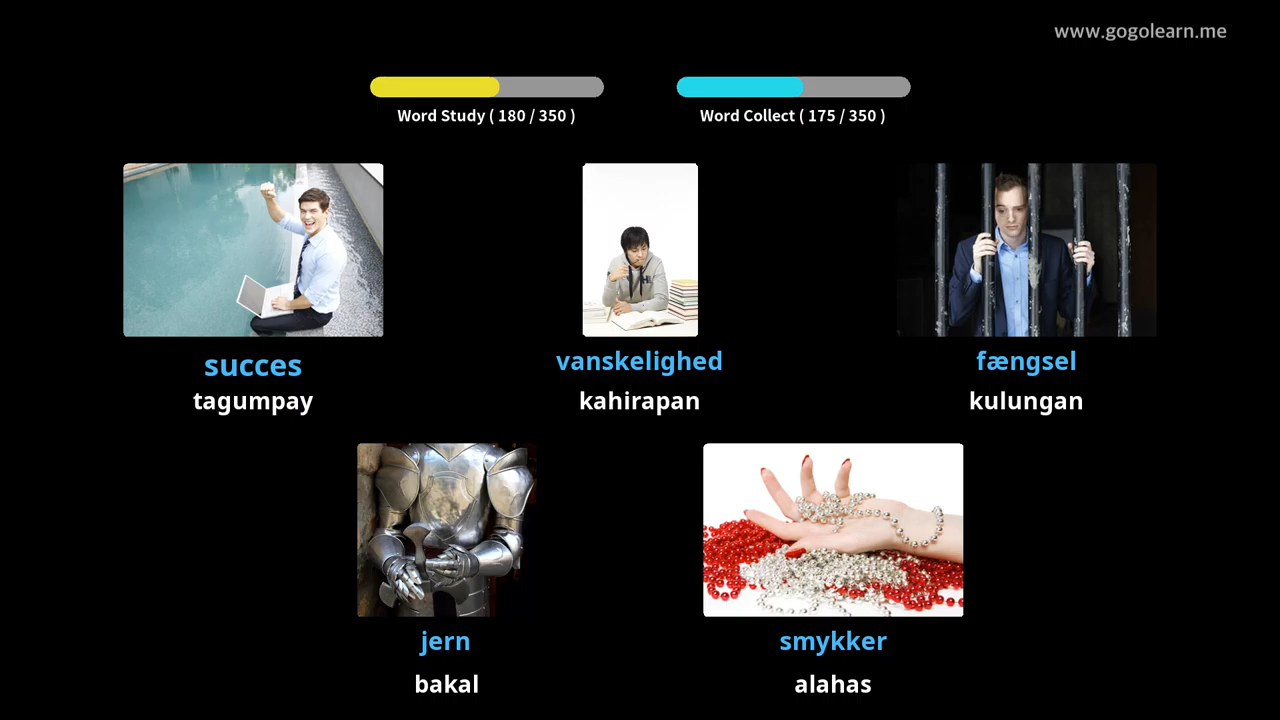 www.gogolearn.me
Word Study ( 180 / 350 )
Word Collect ( 175 / 350 )
succes
tagumpay
vanskelighed
kahirapan
fængsel
kulungan
jern
bakal
smykker
alahas